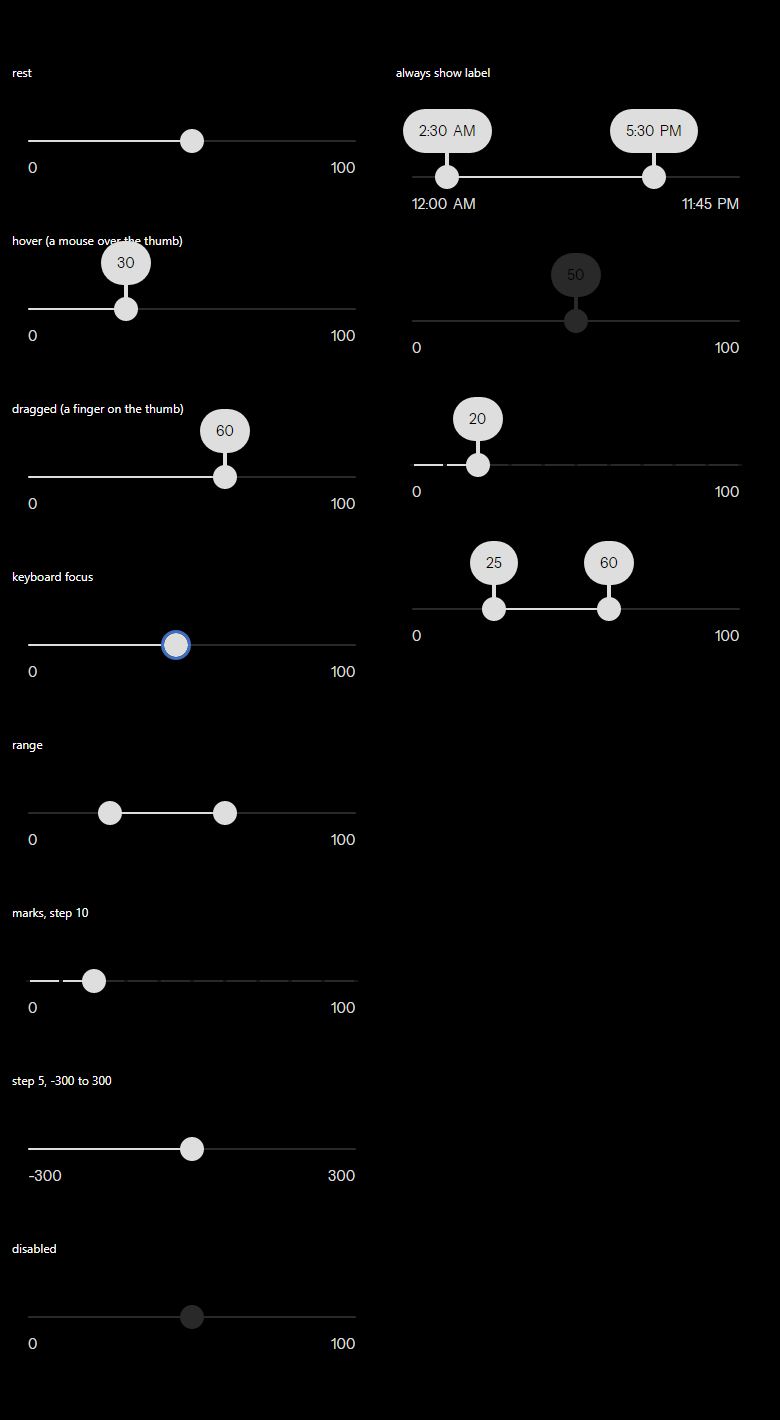 rest
0 100
hover (a mouse over the thumb)
30
0 100
dragged (a finger on the thumb)
60
0 100
keyboard focus
0 100
range
0 100
marks, step 10
0 100
step 5, -300 to 300
-300 300
disabled
0 100
always show label
2:30 AM 5:30 PM
12:00 AM 11:45 PM
50
0 100
20
0 100
25 60
0 100